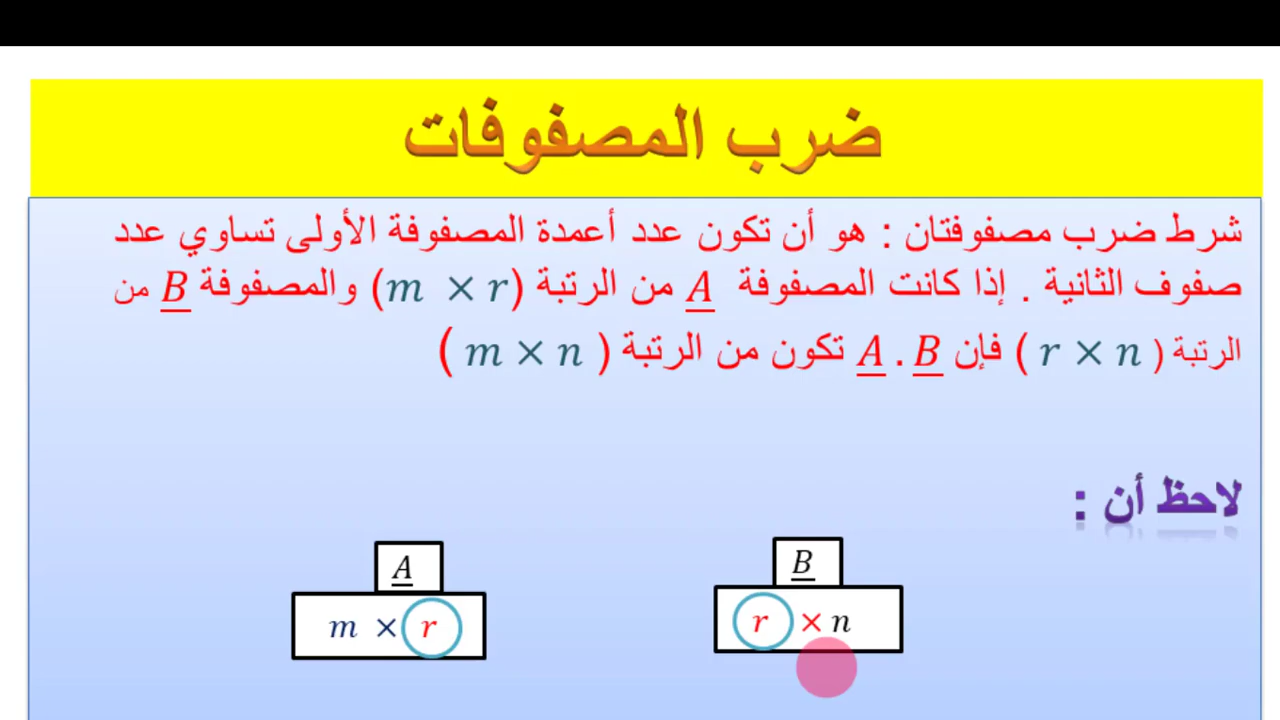 ضرب المصفوفات
شرط ضرب مصفوفتان : هو أن تكون عدد أعمدة المصفوفة الأولى تساوي عدد
صفوف الثانية . إذا كانت المصفوفة A من الرتبة (m × r) والمصفوفة B من
الرتبة ( r × n ) فإن A . B تكون من الرتبة ( m × n )
لاحظ أن :
A
m × r
B
r × n